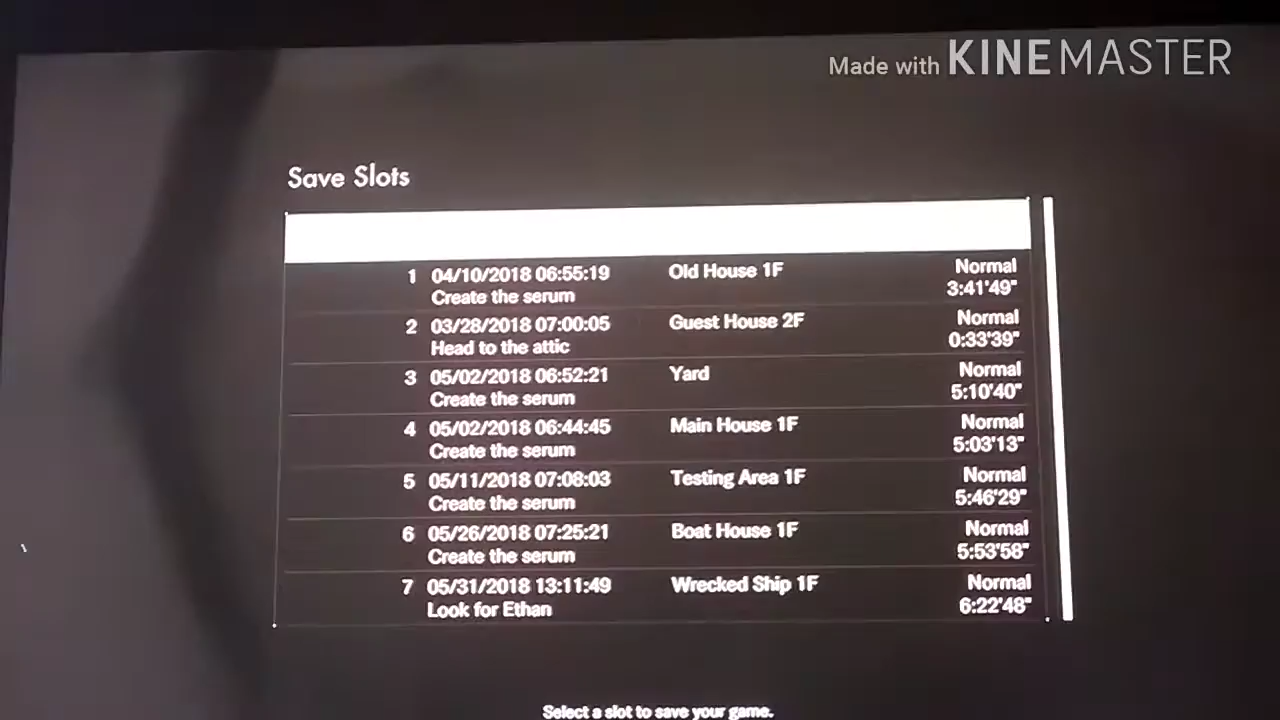 Made with KINEMASTER
Save Slots
1 04/10/2018 06:55:19 Old House 1F Normal
Create the serum 3:41'49"
2 03/28/2018 07:00:05 Guest House 2F Normal
Head to the attic 0:33'39"
3 05/02/2018 06:52:21 Yard Normal
Create the serum 5:10'40"
4 05/02/2018 06:44:45 Main House 1F Normal
Create the serum 5:03'13"
5 05/11/2018 07:08:03 Testing Area 1F Normal
Create the serum 5:46'29"
6 05/26/2018 07:25:21 Boat House 1F Normal
Create the serum 5:53'58"
7 05/31/2018 13:11:49 Wrecked Ship 1F Normal
Look for Ethan 6:22'48"
Select a slot to save your game.